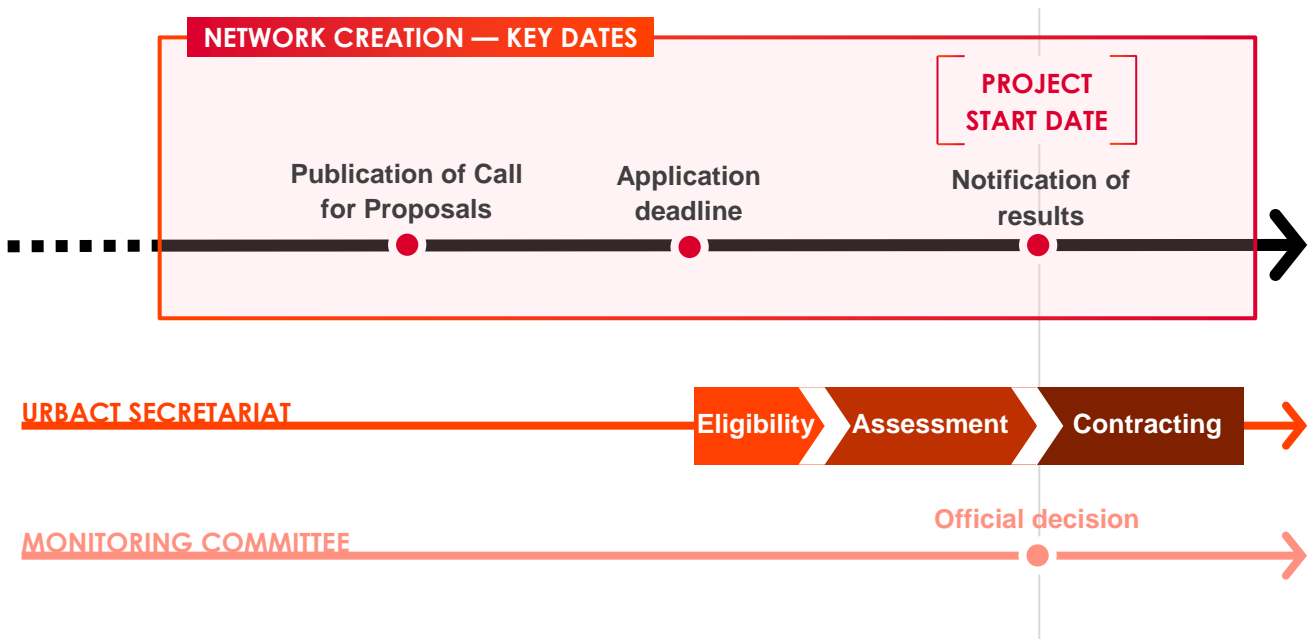 NETWORK CREATION — KEY DATES
PROJECT
START DATE
Publication of Call
for Proposals
Application
deadline
Notification of
results
URBACT SECRETARIAT
Eligibility
Assessment
Contracting
Official decision
MONITORING COMMITTEE